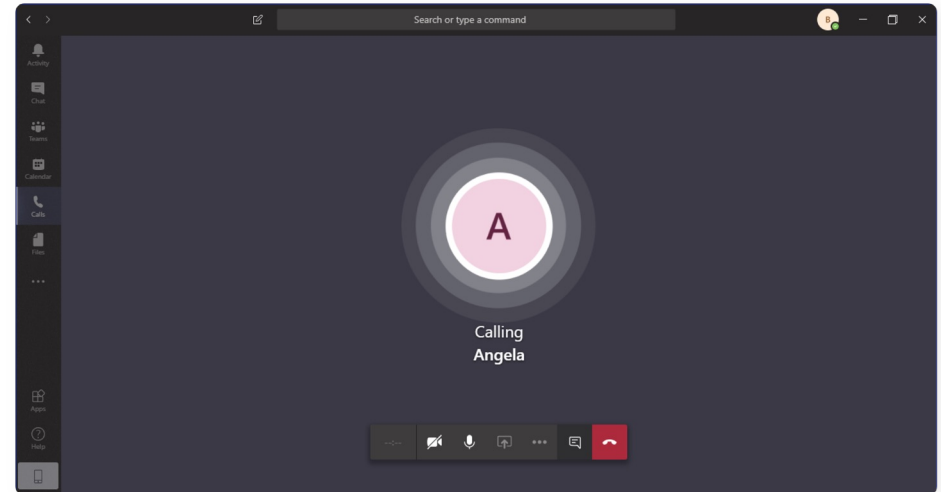 Search or type a command
B
Activity
Chat
Teams
Calendar
Calls
Files
A
Calling
Angela
Apps
Help
--:--